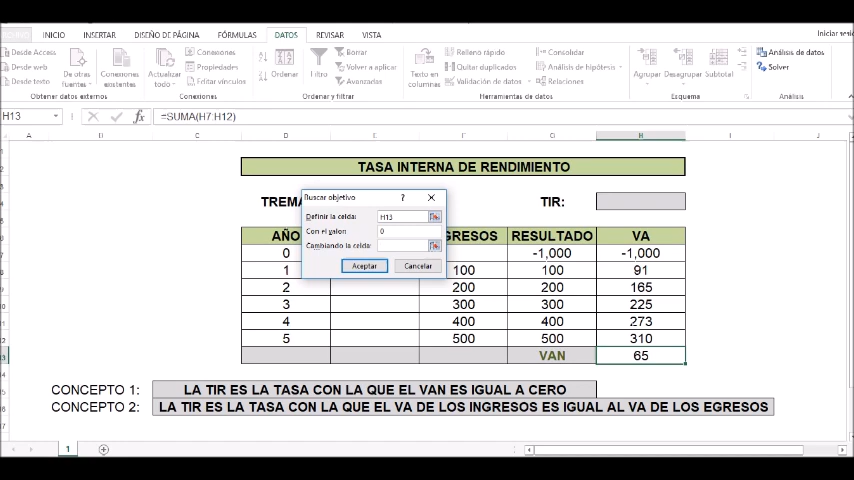 INICIO INSERTAR DISEÑO DE PÁGINA FÓRMULAS DATOS REVISAR VISTA Iniciar sesió
Desde Access
Desde web
Desde texto
De otras fuentes
Conexiones existentes
Actualizar todo
Conexiones
Propiedades
Editar vínculos
Ordenar
Filtro
Borrar
Volver a aplicar
Avanzadas
Texto en columnas
Relleno rápido
Quitar duplicados
Validación de datos
Consolidar
Análisis de hipótesis
Relaciones
Agrupar Desagrupar Subtotal
Análisis de datos
Solver
Obtener datos externos Conexiones Ordenar y filtrar Herramientas de datos Esquema Análisis
H13 fx =SUMA(H7:H12)
A B C D E F G H I J
TASA INTERNA DE RENDIMIENTO
TREMA TIR:
Buscar objetivo ?
Definir la celda: H13
Con el valor: 0
Cambiando la celda:
Aceptar Cancelar
AÑO GRESOS RESULTADO VA
0 -1,000 -1,000
1 100 100 91
2 200 200 165
3 300 300 225
4 400 400 273
5 500 500 310
VAN 65
CONCEPTO 1: LA TIR ES LA TASA CON LA QUE EL VAN ES IGUAL A CERO
CONCEPTO 2: LA TIR ES LA TASA CON LA QUE EL VA DE LOS INGRESOS ES IGUAL AL VA DE LOS EGRESOS
1